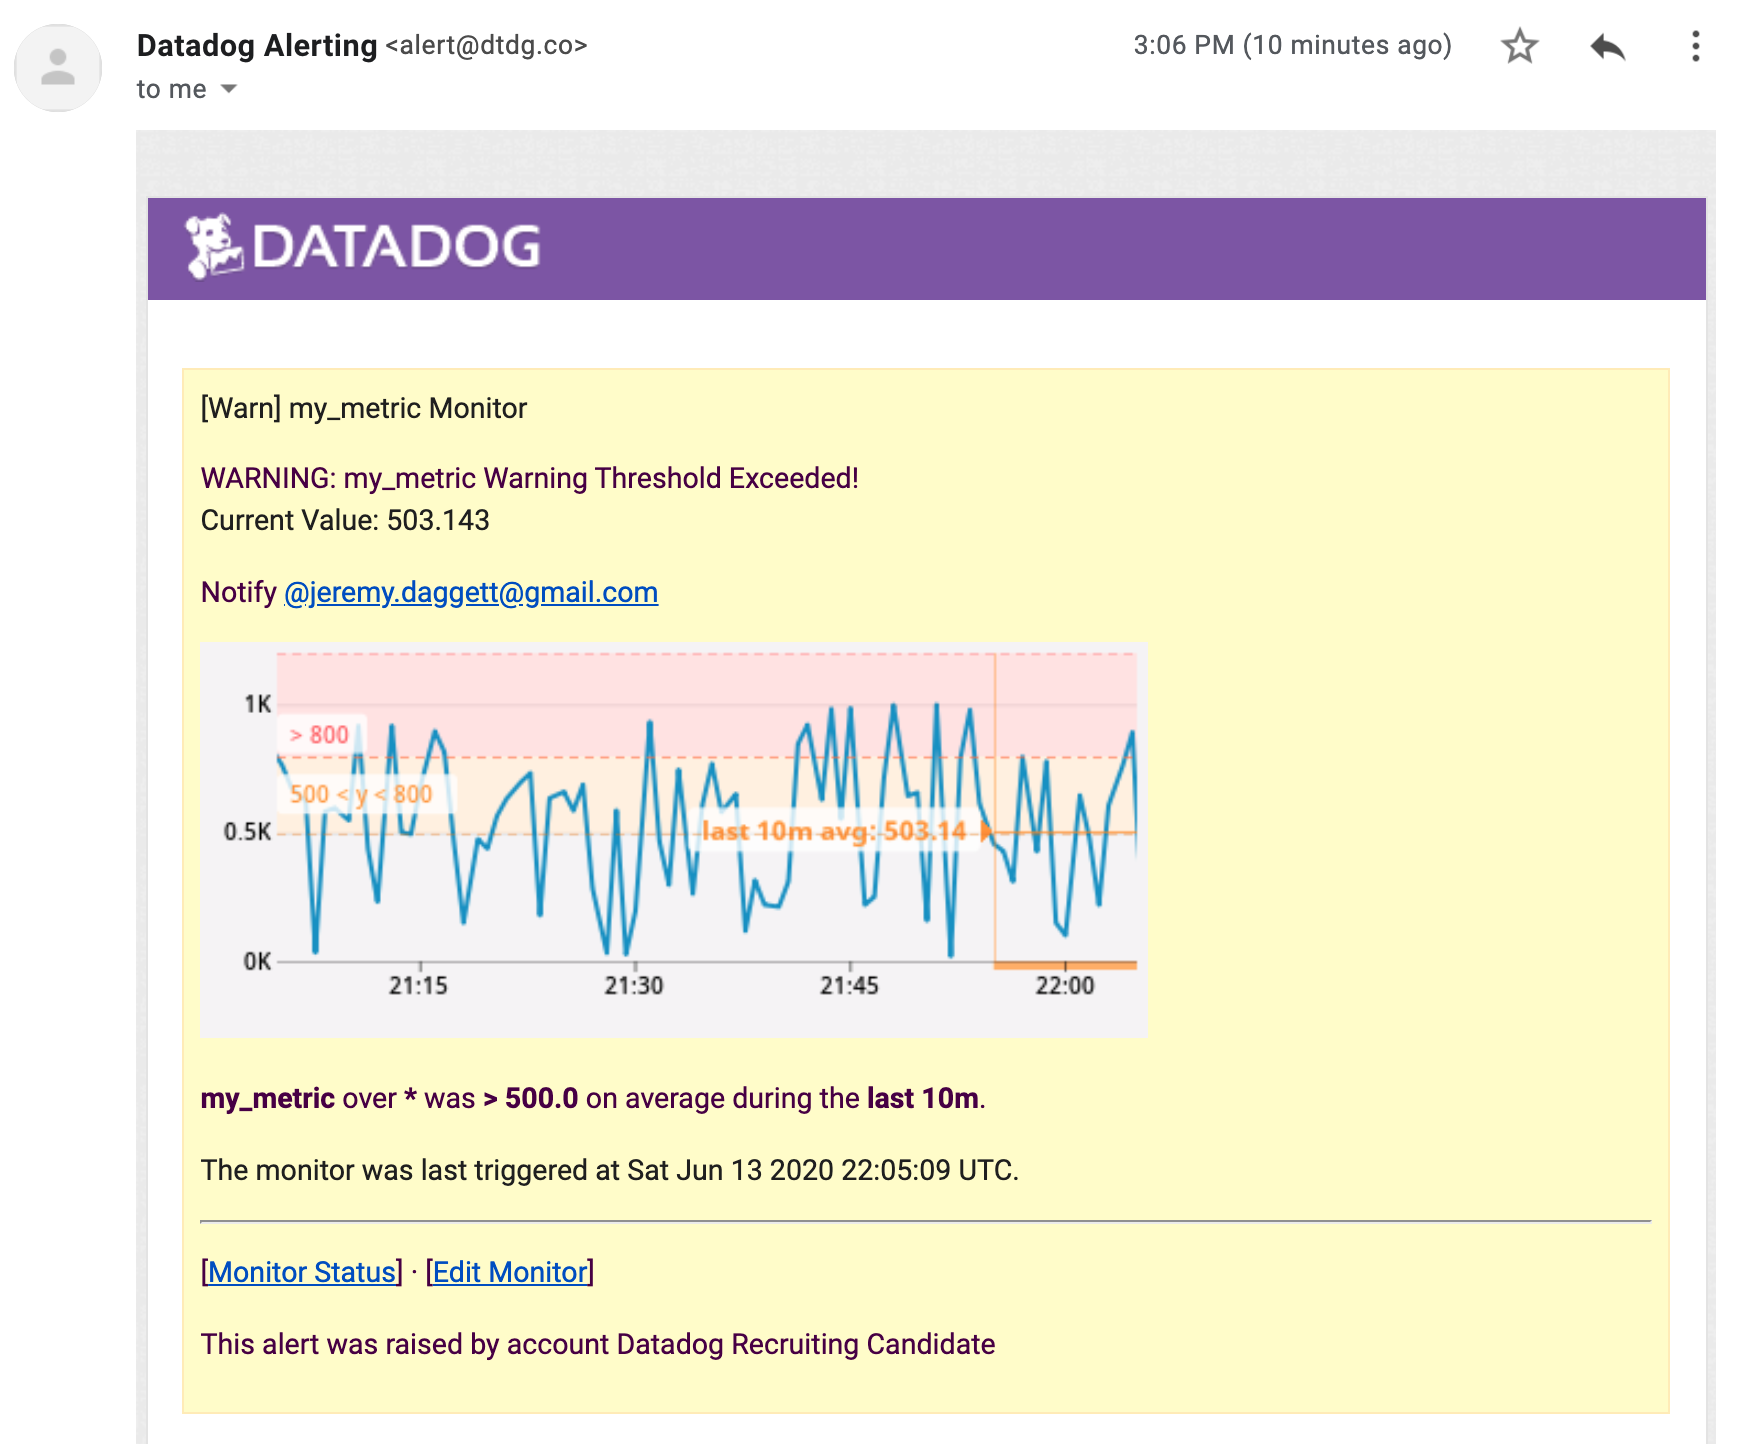 Datadog Alerting <alert@dtdg.co>
3:06 PM (10 minutes ago)
to me
DATADOG
[Warn] my_metric Monitor
WARNING: my_metric Warning Threshold Exceeded!
Current Value: 503.143
Notify @jeremy.daggett@gmail.com
1K
> 800
500 < y < 800
0.5K
last 10m avg: 503.14
0K
21:15 21:30 21:45 22:00
my_metric over * was > 500.0 on average during the last 10m.
The monitor was last triggered at Sat Jun 13 2020 22:05:09 UTC.
[Monitor Status] · [Edit Monitor]
This alert was raised by account Datadog Recruiting Candidate